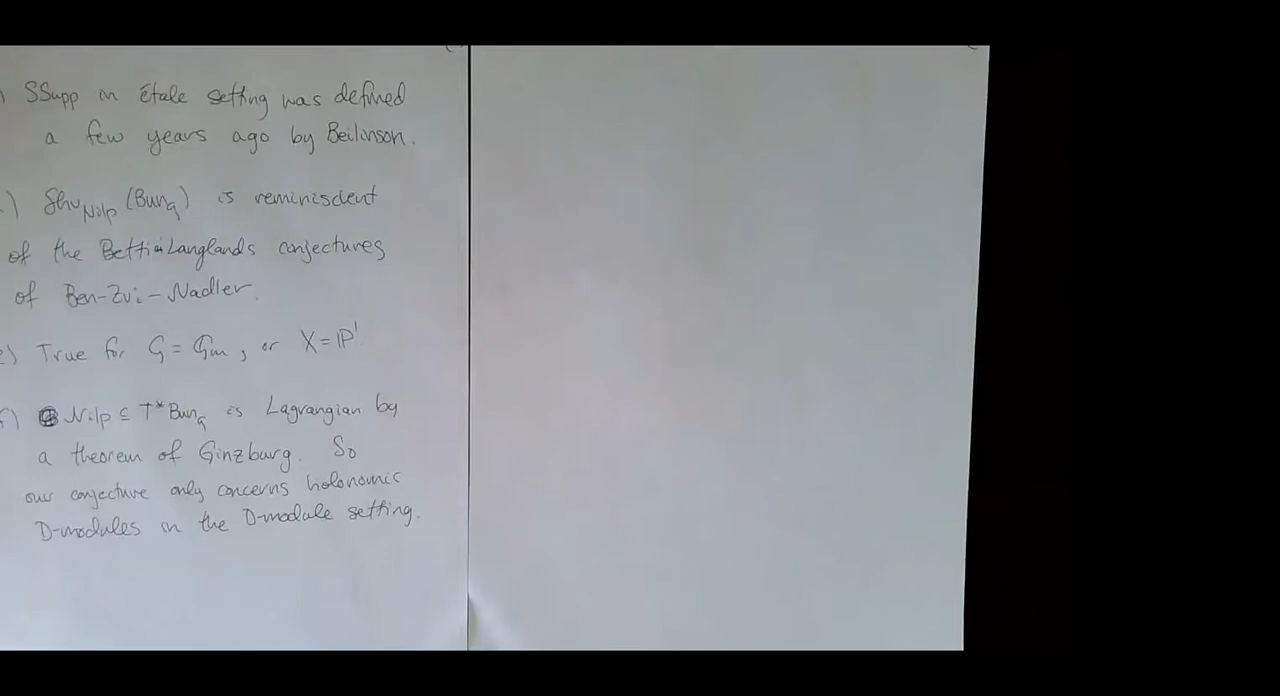 ) SSupp in étale setting was defined
a few years ago by Beilinson.
.) Shv_Nilp (Bun_G) is reminiscent
of the Betti-Langlands conjectures
of Ben-Zvi-Nadler.
) True for G = Gm, or X = P^1
) Nilp ⊆ T*Bun_G is Lagrangian by
a theorem of Ginzburg. So
our conjecture only concerns holonomic
D-modules in the D-module setting.